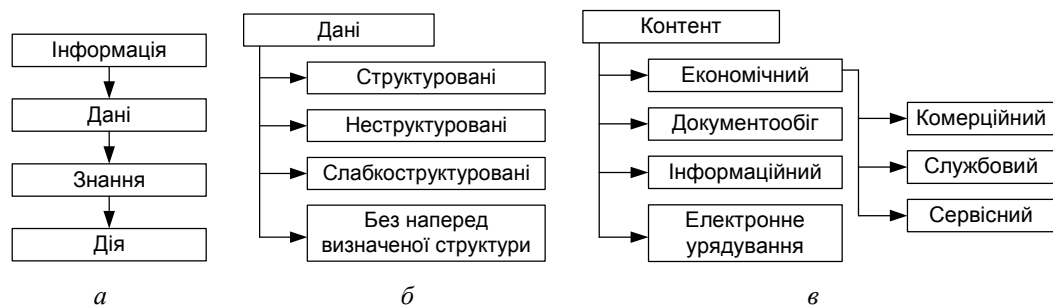 Інформація
Дані
Знання
Дія
а
Дані
Структуровані
Неструктуровані
Слабкоструктуровані
Без наперед
визначеної структури
б
Контент
Економічний
Документообіг
Інформаційний
Електронне
урядування
Комерційний
Службовий
Сервісний
в